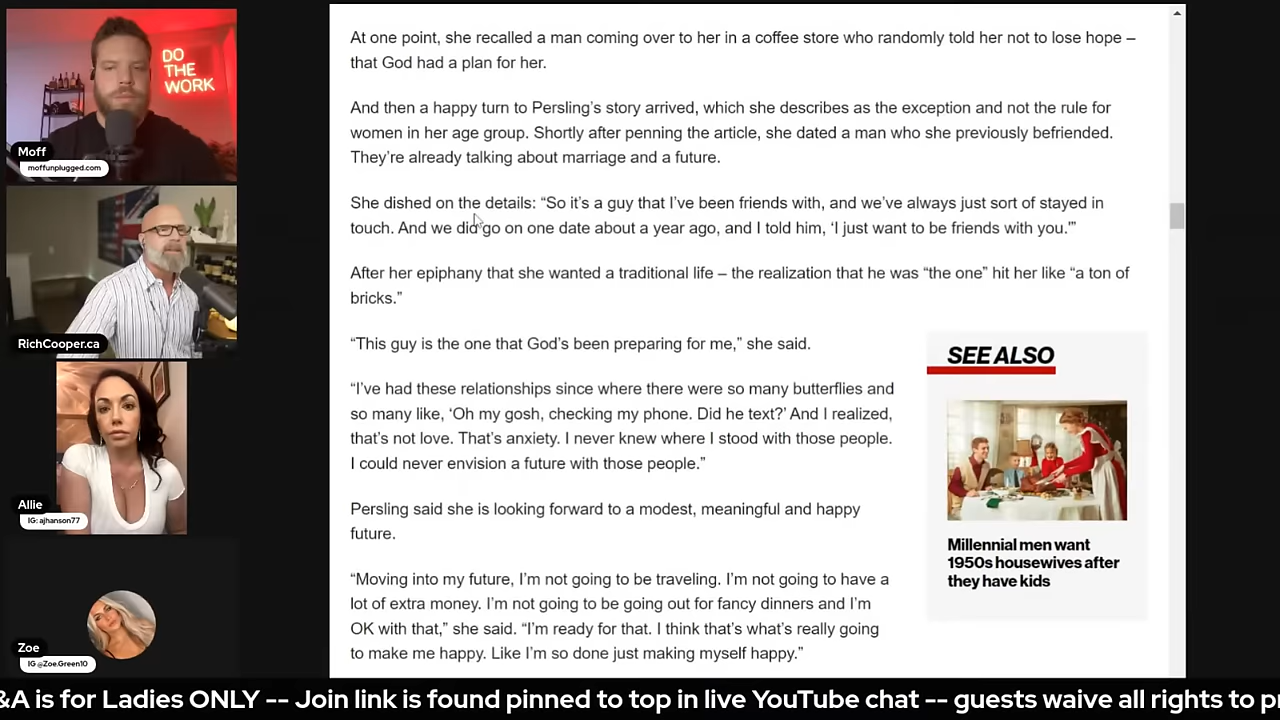 DO
THE
WORK
Moff
moffunplugged.com
RichCooper.ca
Allie
IG: ajhanson77
Zoe
IG @Zoe.Green10
At one point, she recalled a man coming over to her in a coffee store who randomly told her not to lose hope –
that God had a plan for her.
And then a happy turn to Persling’s story arrived, which she describes as the exception and not the rule for
women in her age group. Shortly after penning the article, she dated a man who she previously befriended.
They’re already talking about marriage and a future.
She dished on the details: “So it’s a guy that I’ve been friends with, and we’ve always just sort of stayed in
touch. And we did go on one date about a year ago, and I told him, ‘I just want to be friends with you.’”
After her epiphany that she wanted a traditional life – the realization that he was “the one” hit her like “a ton of
bricks.”
“This guy is the one that God’s been preparing for me,” she said.
“I’ve had these relationships since where there were so many butterflies and
so many like, ‘Oh my gosh, checking my phone. Did he text?’ And I realized,
that’s not love. That’s anxiety. I never knew where I stood with those people.
I could never envision a future with those people.”
Persling said she is looking forward to a modest, meaningful and happy
future.
“Moving into my future, I’m not going to be traveling. I’m not going to have a
lot of extra money. I’m not going to be going out for fancy dinners and I’m
OK with that,” she said. “I’m ready for that. I think that’s what’s really going
to make me happy. Like I’m so done just making myself happy.”
SEE ALSO
Millennial men want
1950s housewives after
they have kids
&A is for Ladies ONLY -- Join link is found pinned to top in live YouTube chat -- guests waive all rights to p